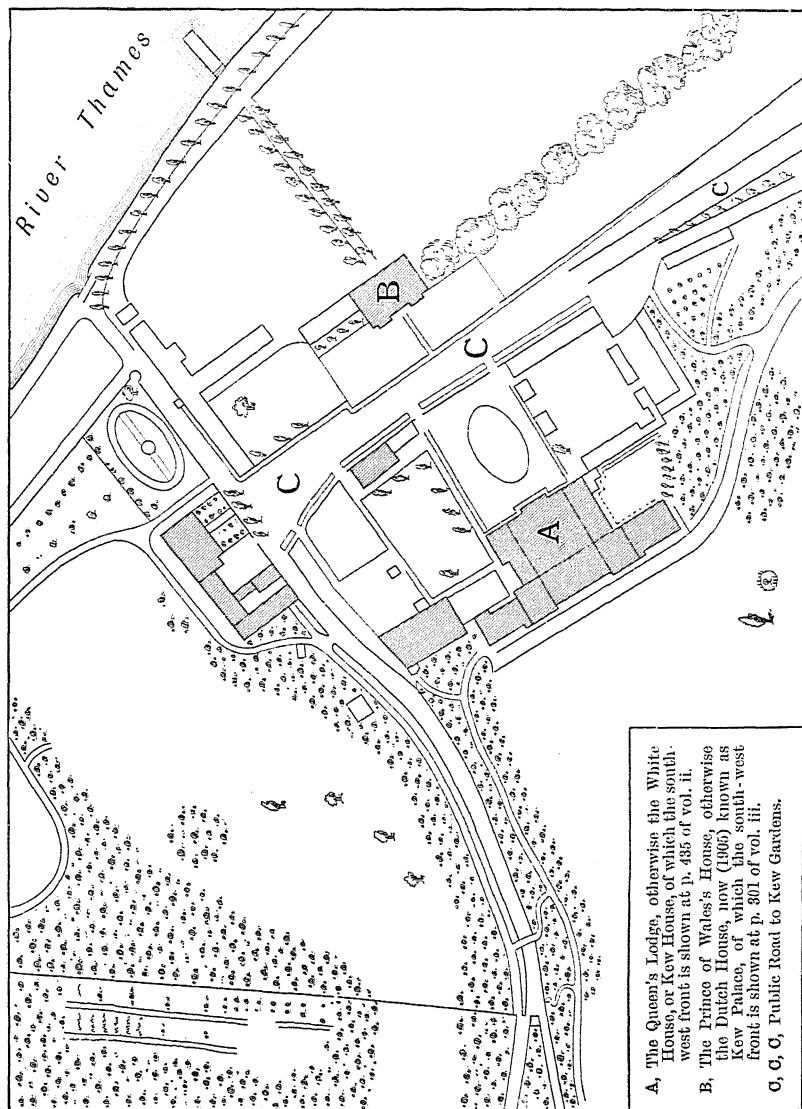 River Thames
B
C
C
C
A
A, The Queen's Lodge, otherwise the White
House, or Kew House, of which the south-
west front is shown at p. 435 of vol. ii.
B, The Prince of Wales's House, otherwise
the Dutch House, now (1905) known as
Kew Palace, of which the south-west
front is shown at p. 301 of vol. iii.
C, C, C, Public Road to Kew Gardens.